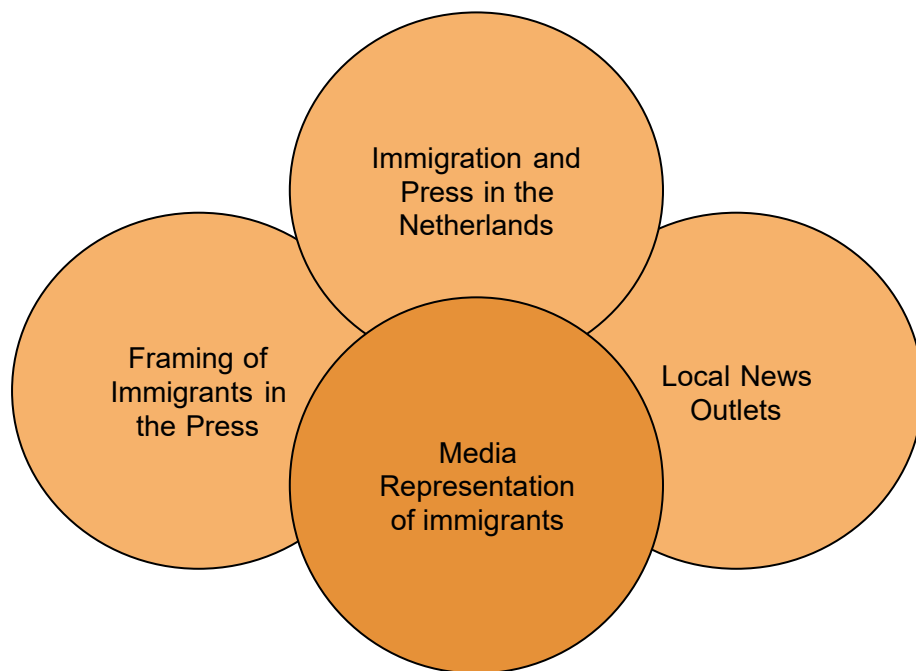 Immigration and
Press in the
Netherlands
Framing of
Immigrants in
the Press
Local News
Outlets
Media
Representation
of immigrants